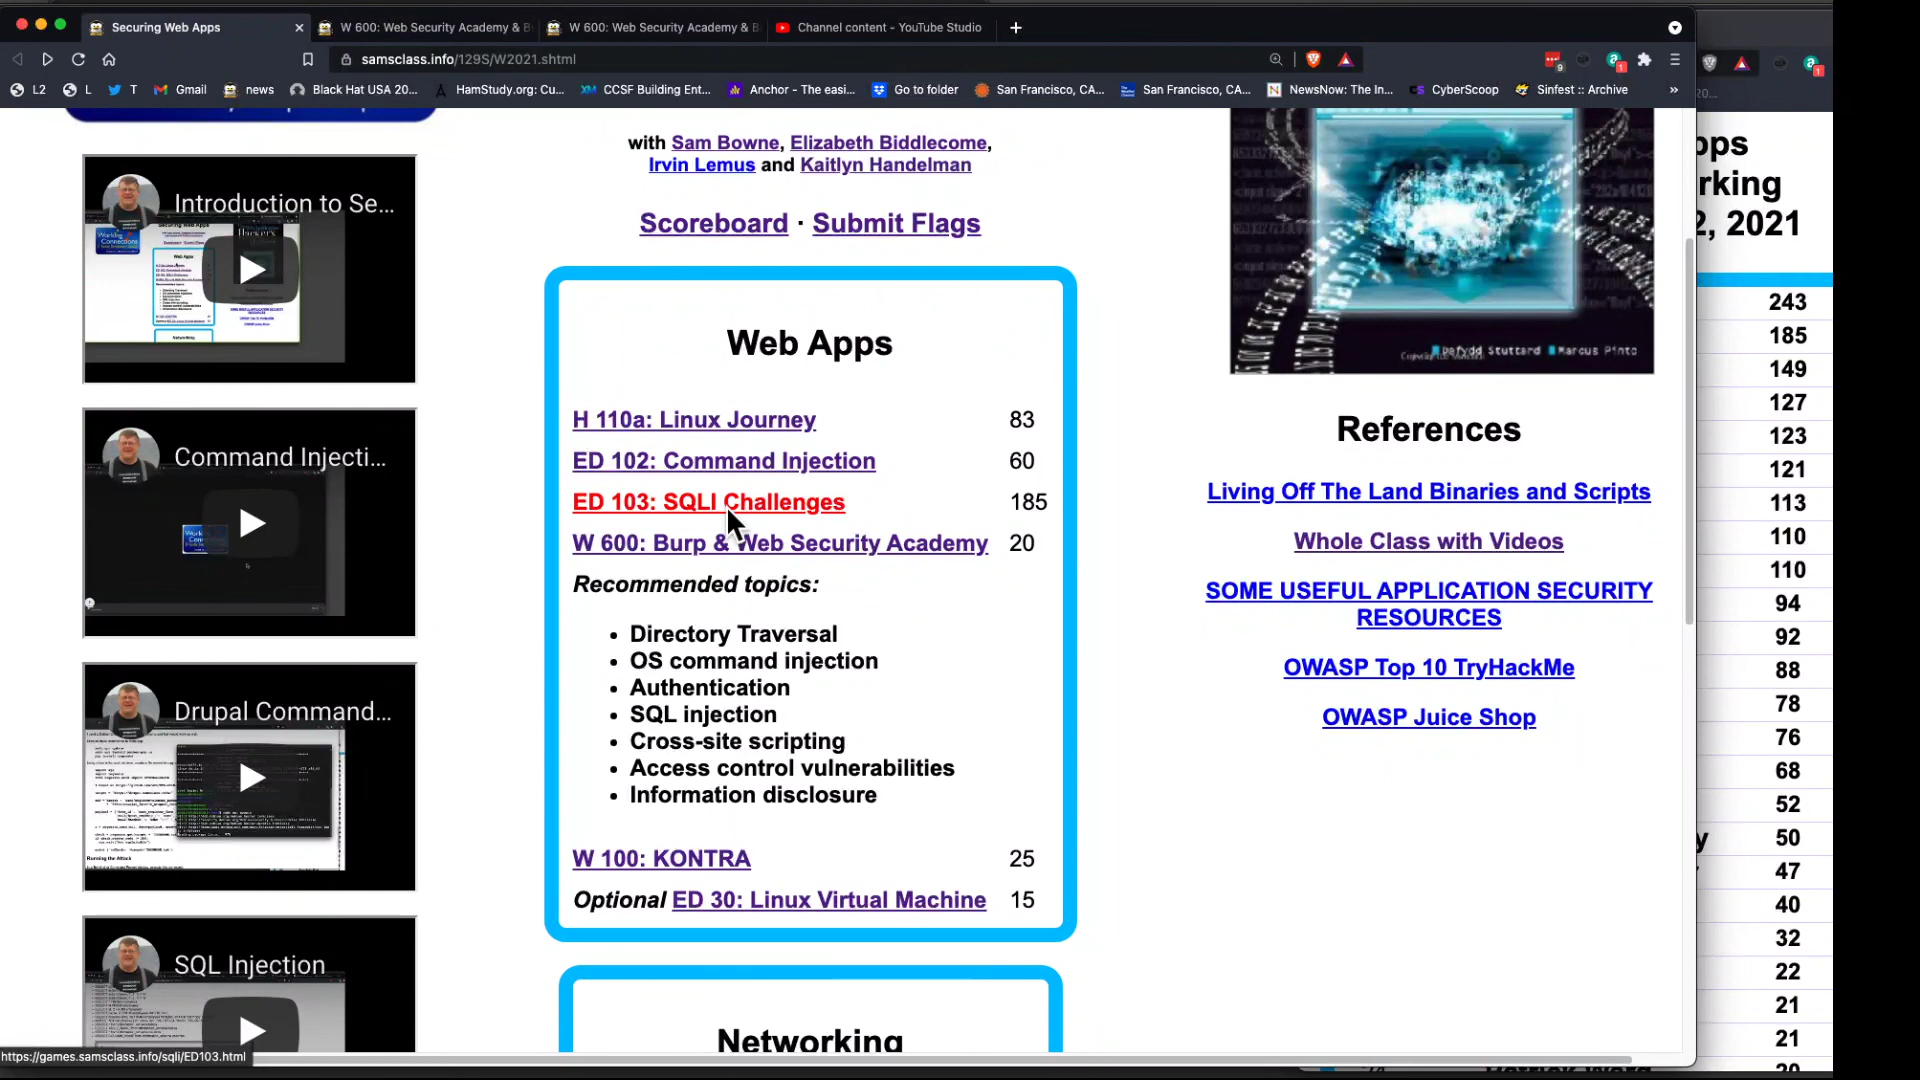 Securing Web Apps
W 600: Web Security Academy & B
W 600: Web Security Academy & B
Channel content - YouTube Studio
samsclass.info/129S/W2021.shtml
9
1
1
L2
L
T
Gmail
news
Black Hat USA 20...
HamStudy.org: Cu...
CCSF Building Ent...
Anchor - The easi...
Go to folder
San Francisco, CA...
San Francisco, CA...
NewsNow: The In...
CyberScoop
Sinfest :: Archive
»
Introduction to Se...
Command Injecti...
Drupal Command...
SQL Injection
with Sam Bowne, Elizabeth Biddlecome,
Irvin Lemus and Kaitlyn Handelman
Scoreboard · Submit Flags
Web Apps
H 110a: Linux Journey 83
ED 102: Command Injection 60
ED 103: SQLI Challenges 185
W 600: Burp & Web Security Academy 20
Recommended topics:
• Directory Traversal
• OS command injection
• Authentication
• SQL injection
• Cross-site scripting
• Access control vulnerabilities
• Information disclosure
W 100: KONTRA 25
Optional ED 30: Linux Virtual Machine 15
Networking
Dafydd Stuttard Marcus Pinto
References
Living Off The Land Binaries and Scripts
Whole Class with Videos
SOME USEFUL APPLICATION SECURITY
RESOURCES
OWASP Top 10 TryHackMe
OWASP Juice Shop
pps
rking
2, 2021
243
185
149
127
123
121
113
110
110
94
92
88
78
76
68
52
y 50
47
40
32
22
21
21
20
https://games.samsclass.info/sqli/ED103.html